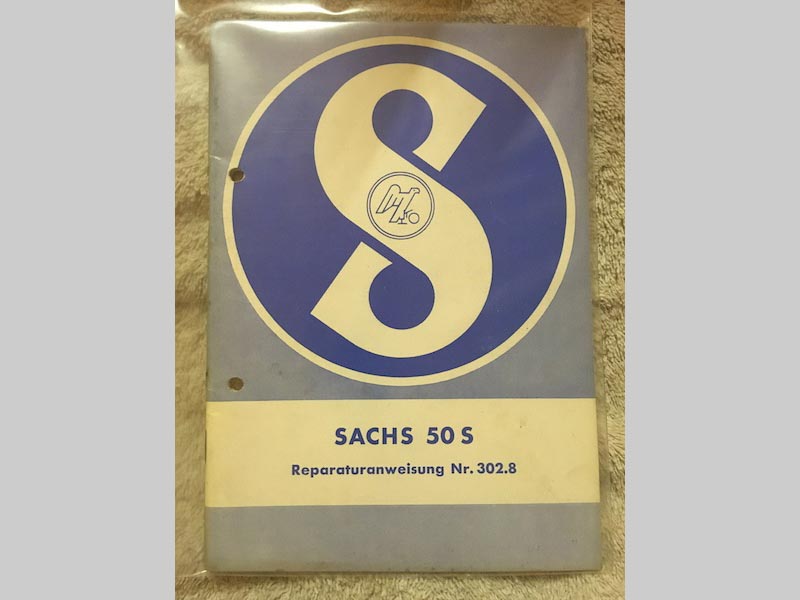 S
SACHS 50 S
Reparaturanweisung Nr. 302.8